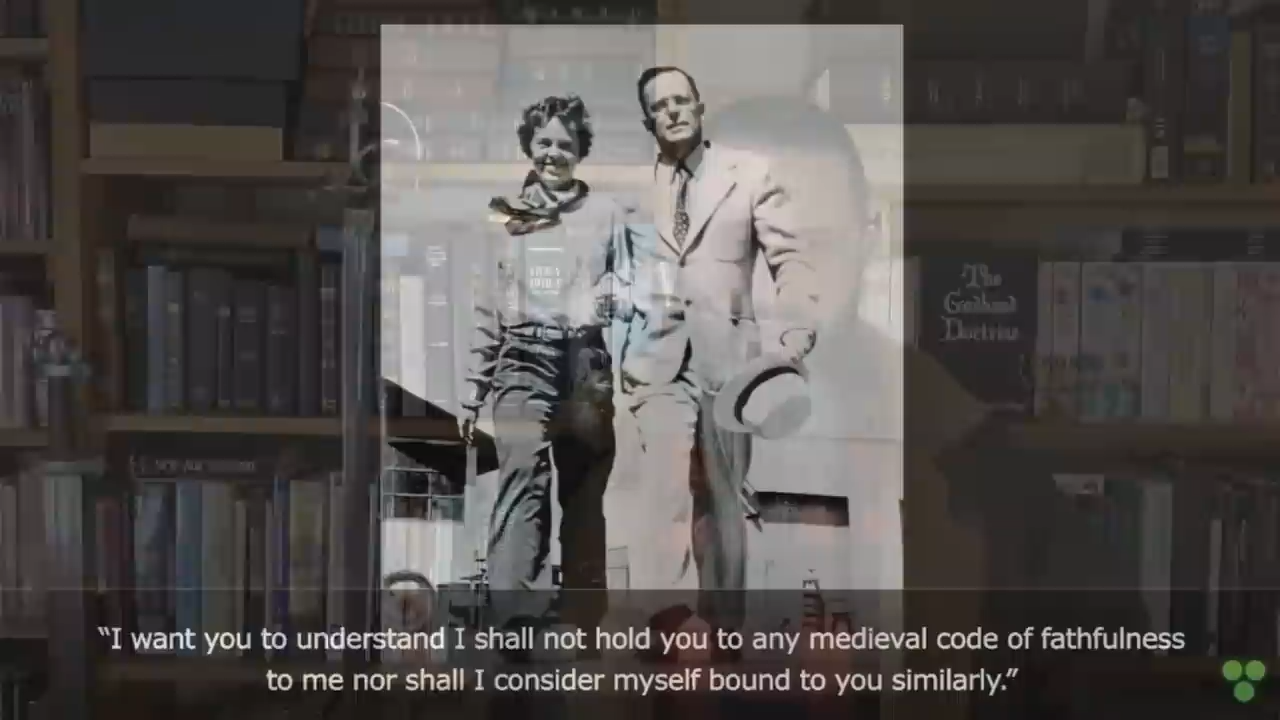 The
Goodhand
Doctrine
“I want you to understand I shall not hold you to any medieval code of fathfulness
to me nor shall I consider myself bound to you similarly.”